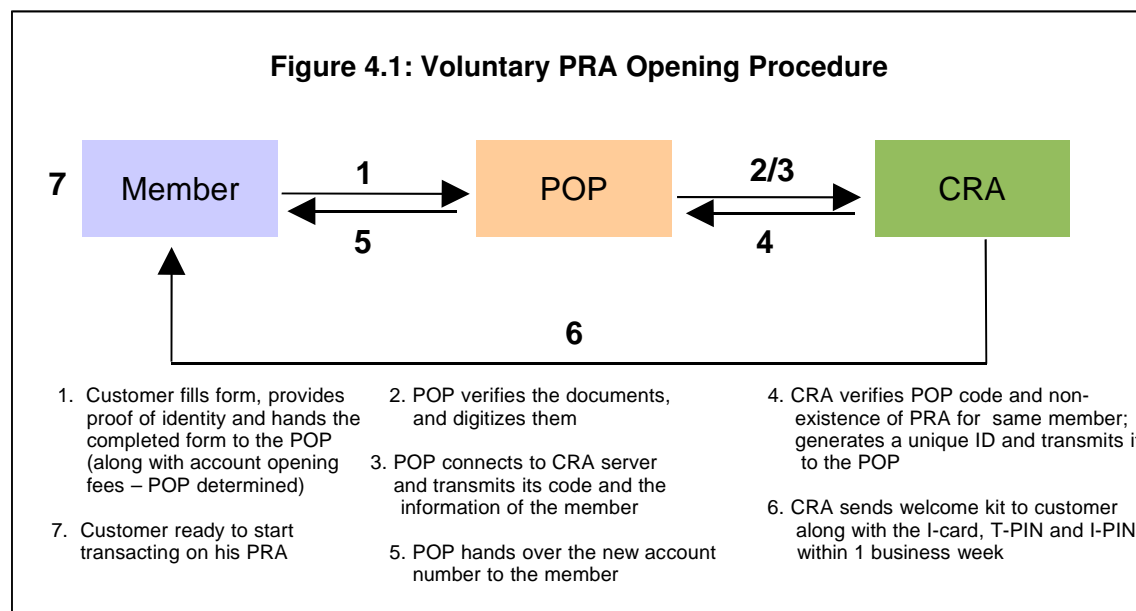 Figure 4.1: Voluntary PRA Opening Procedure
7
Member
1
5
POP
2/3
4
CRA
6
1. Customer fills form, provides
proof of identity and hands the
completed form to the POP
(along with account opening
fees – POP determined)
7. Customer ready to start
transacting on his PRA
2. POP verifies the documents,
and digitizes them
3. POP connects to CRA server
and transmits its code and the
information of the member
5. POP hands over the new account
number to the member
4. CRA verifies POP code and non-
existence of PRA for same member;
generates a unique ID and transmits it
to the POP
6. CRA sends welcome kit to customer
along with the I-card, T-PIN and I-PIN
within 1 business week